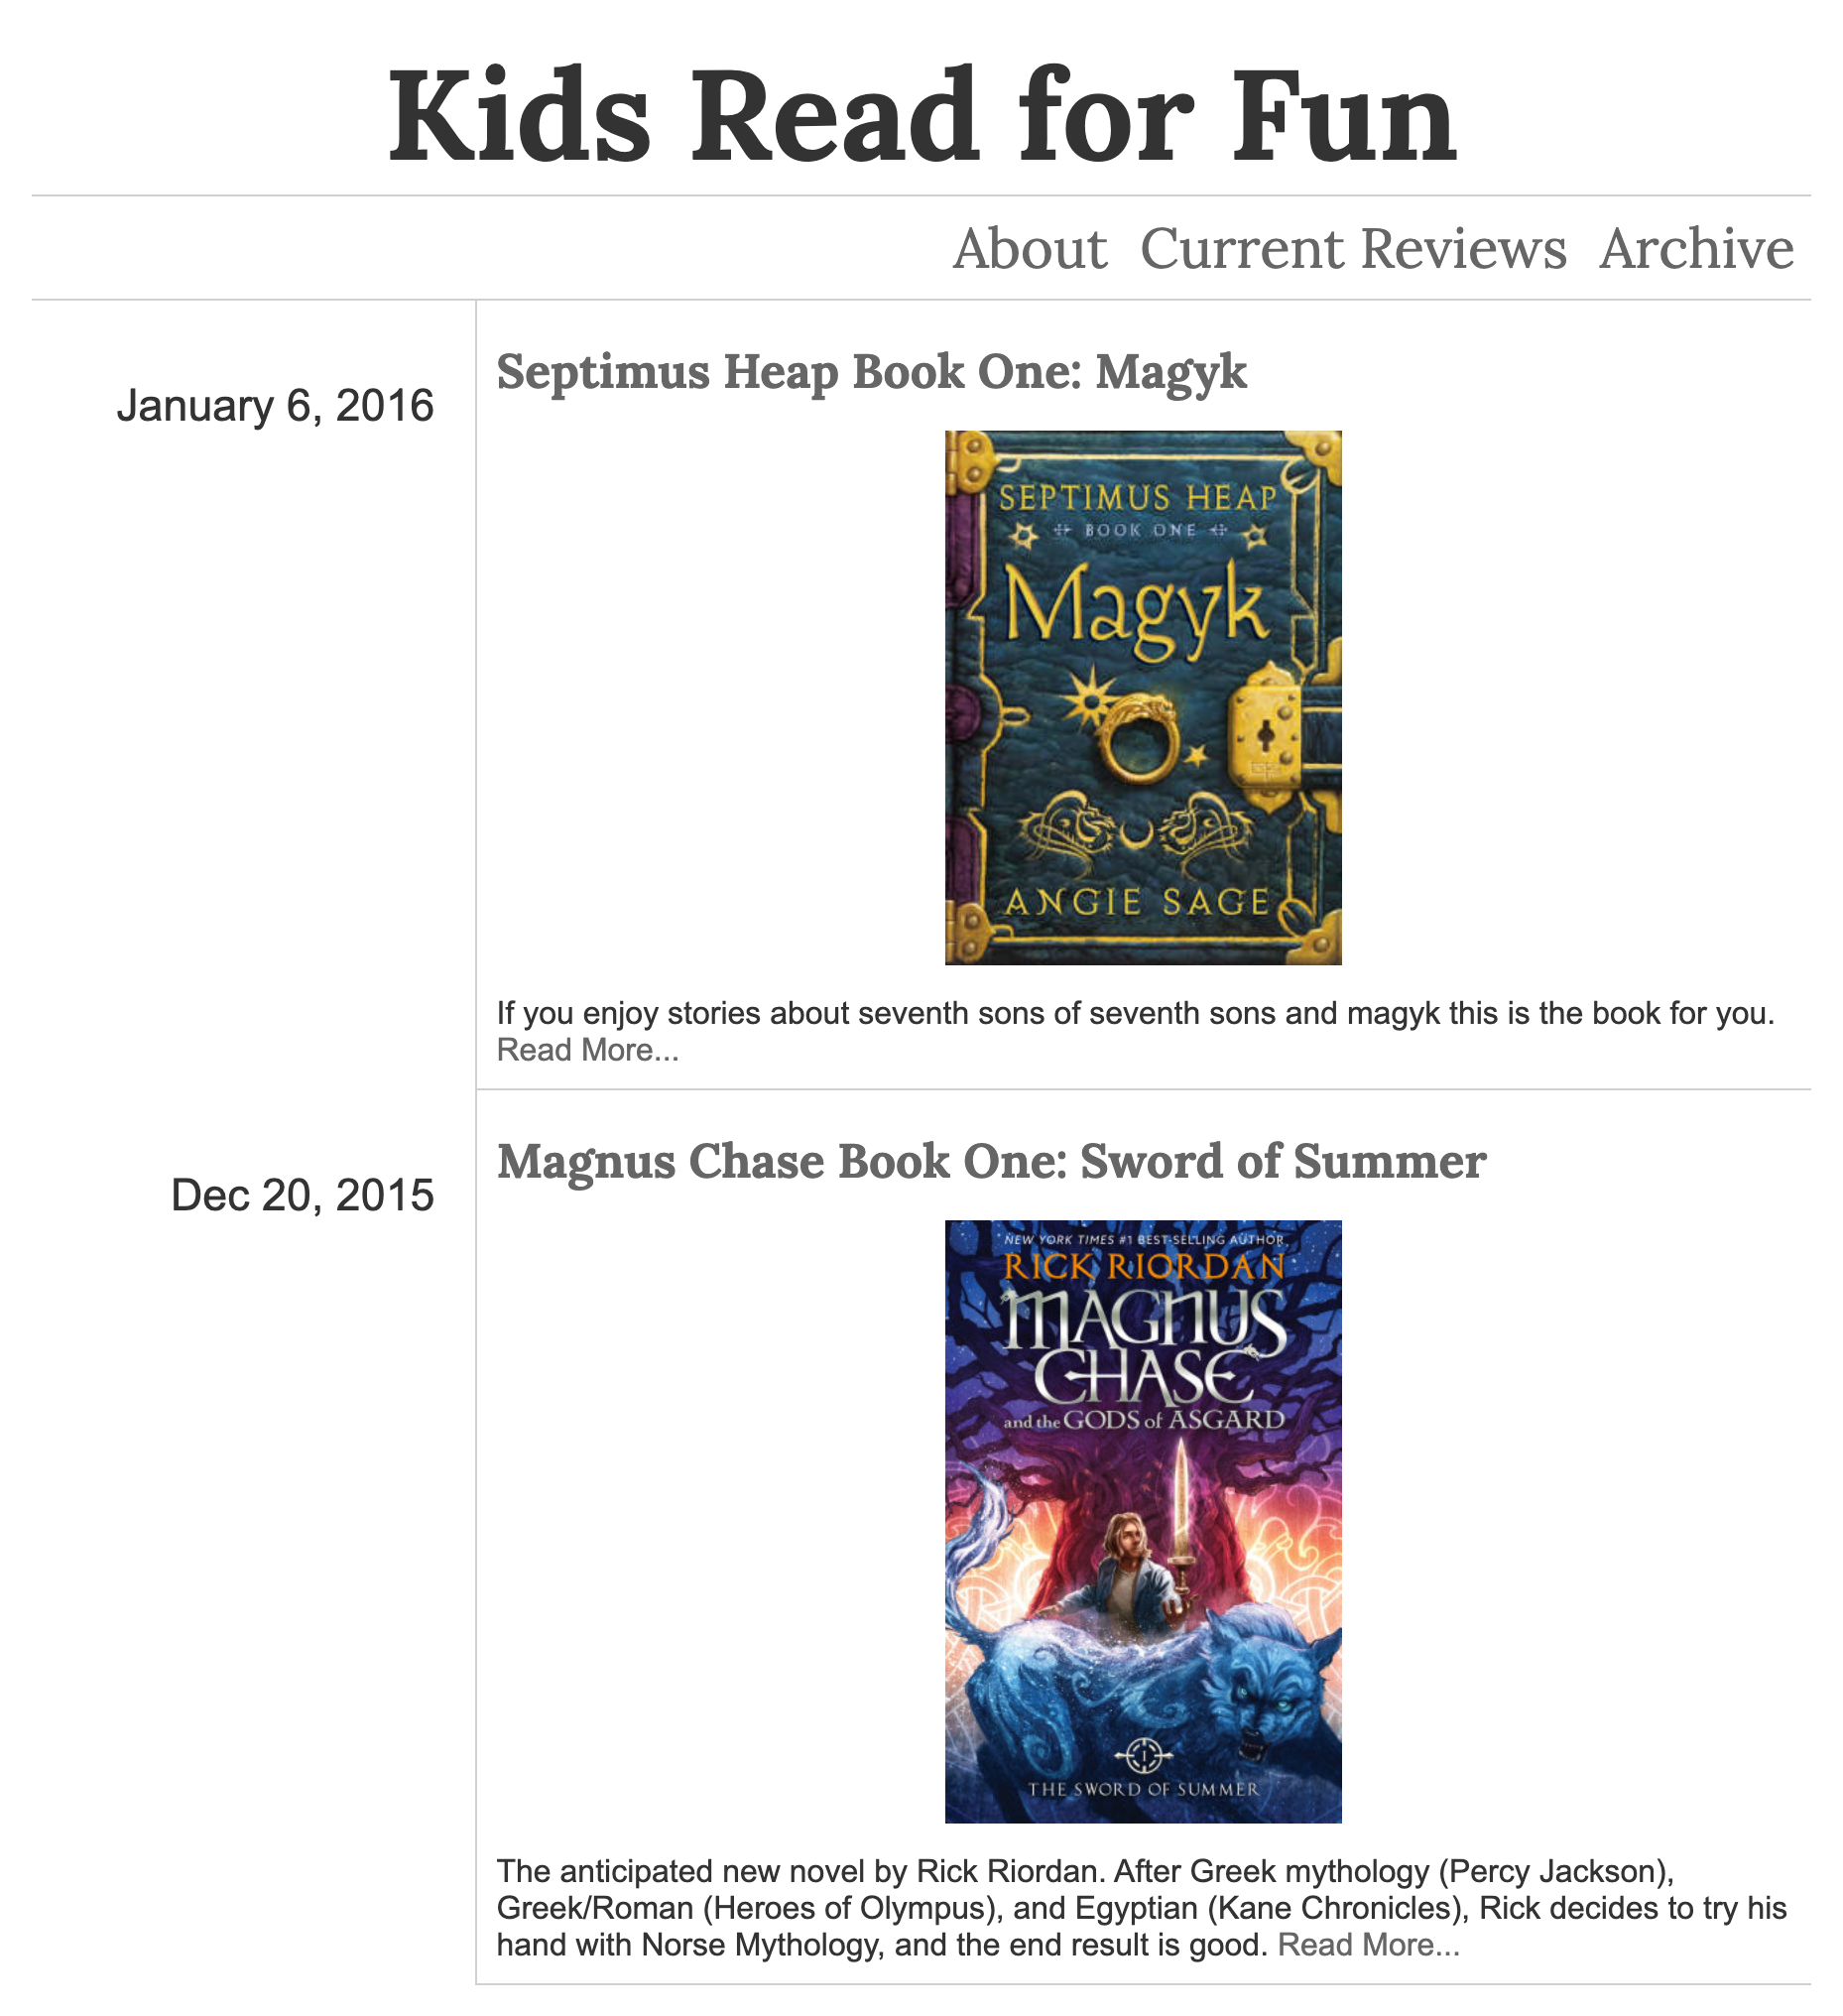 Kids Read for Fun
About Current Reviews Archive
January 6, 2016
Septimus Heap Book One: Magyk
SEPTIMUS HEAP
BOOK ONE
Magyk
ANGIE SAGE
If you enjoy stories about seventh sons of seventh sons and magyk this is the book for you.
Read More...
Dec 20, 2015
Magnus Chase Book One: Sword of Summer
NEW YORK TIMES #1 BEST-SELLING AUTHOR
RICK RIORDAN
MAGNUS
CHASE
and the GODS of ASGARD
I
THE SWORD OF SUMMER
The anticipated new novel by Rick Riordan. After Greek mythology (Percy Jackson),
Greek/Roman (Heroes of Olympus), and Egyptian (Kane Chronicles), Rick decides to try his
hand with Norse Mythology, and the end result is good. Read More...